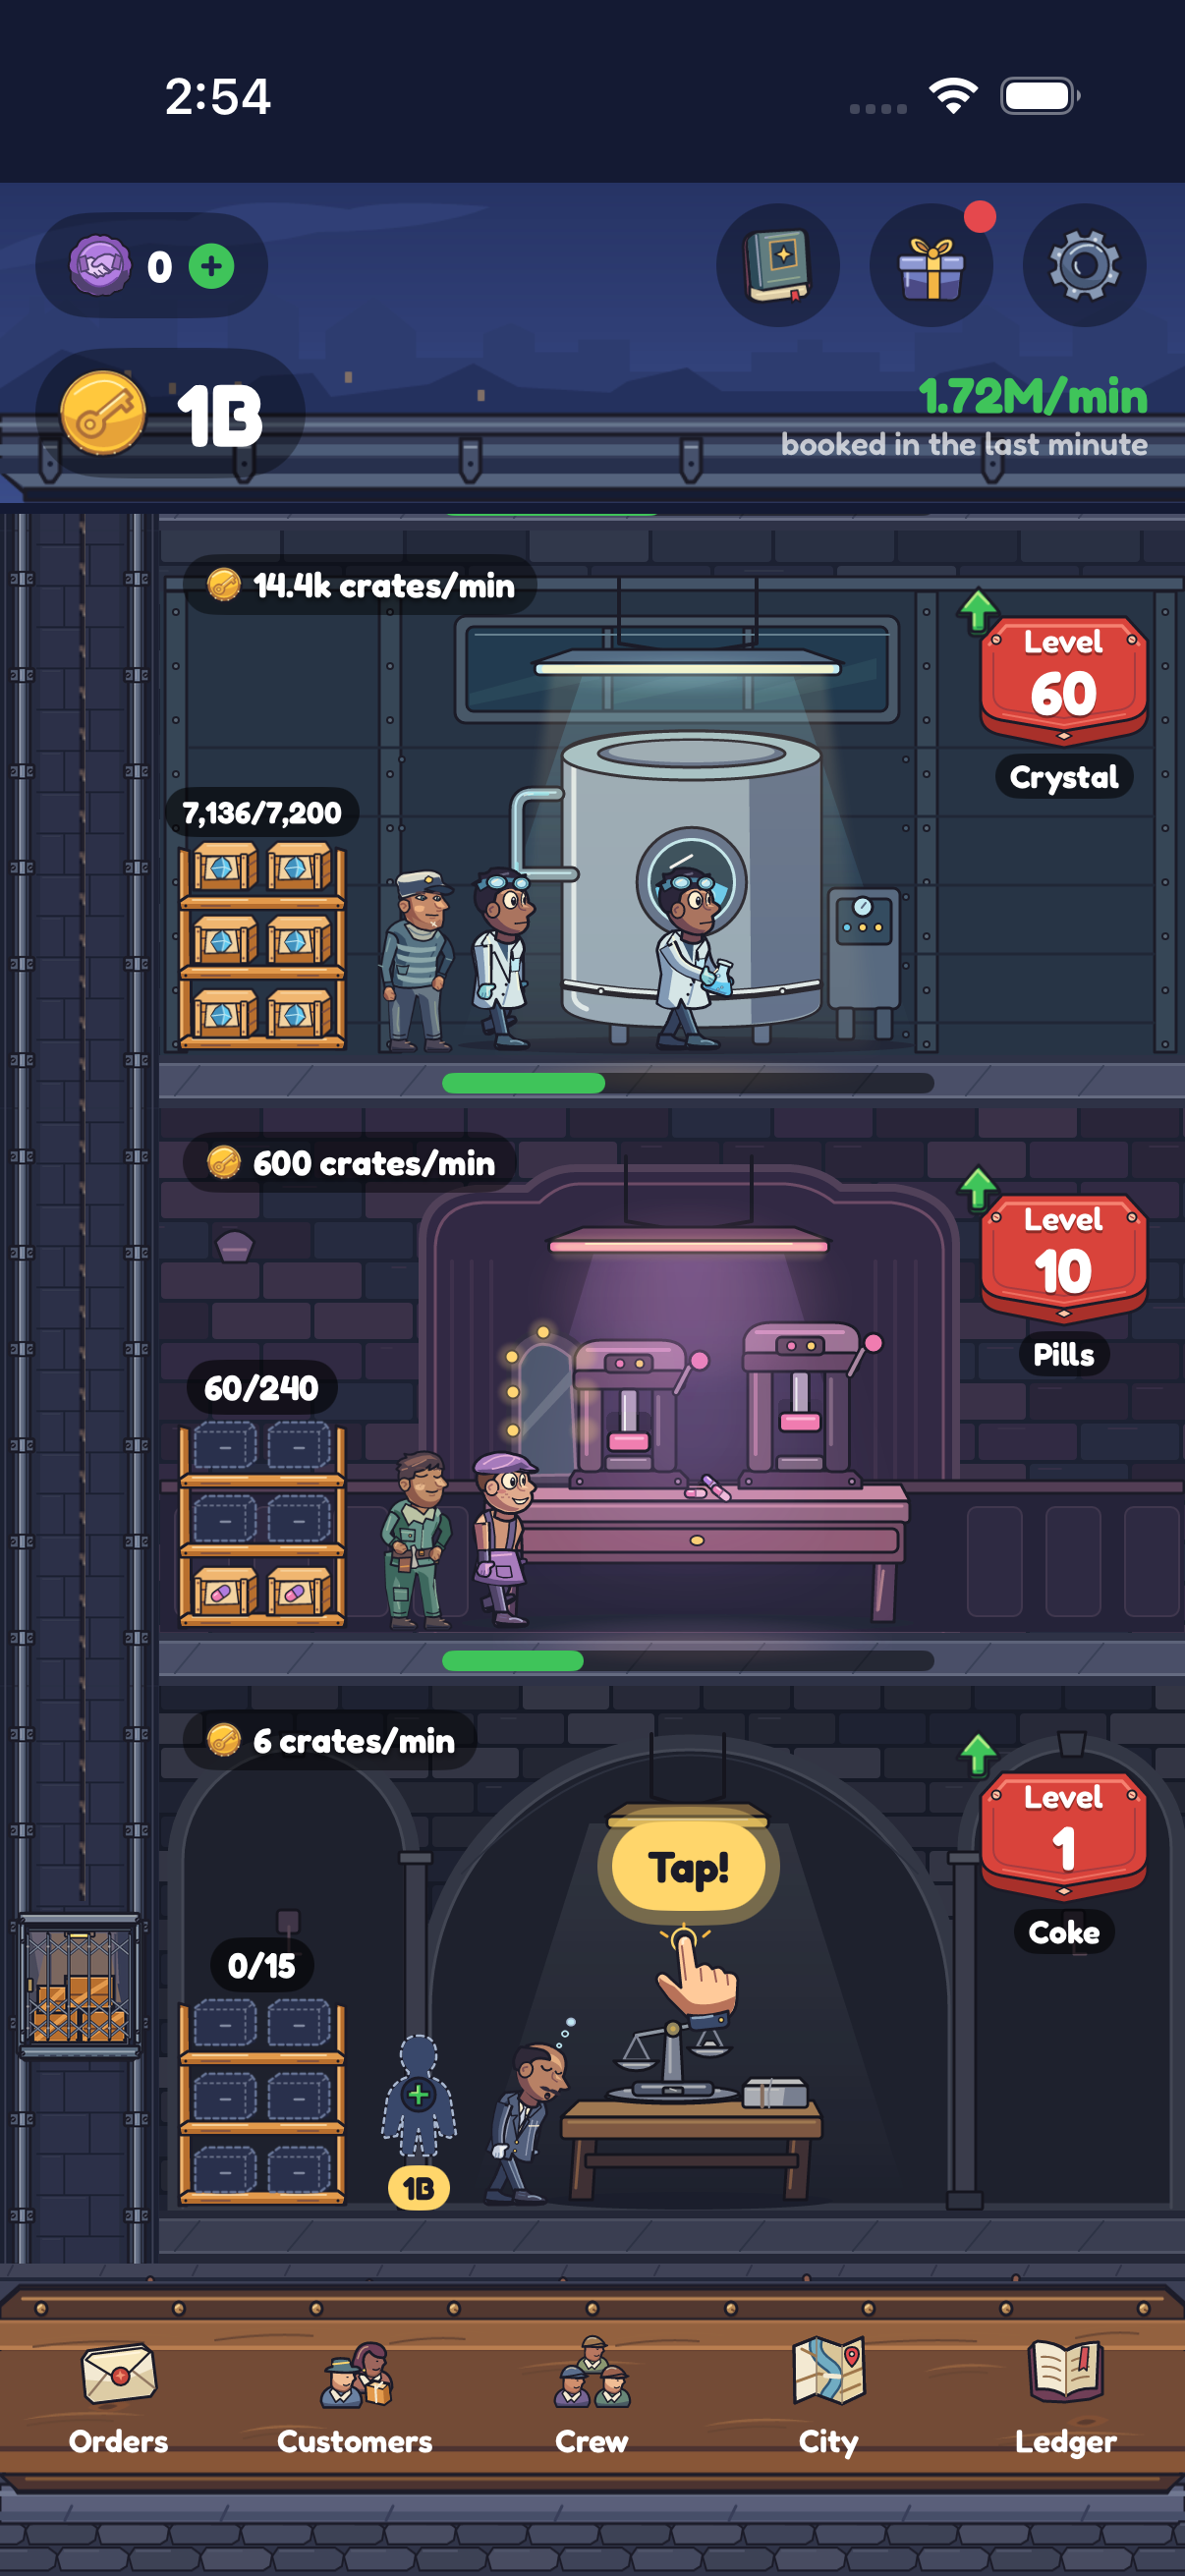 2:54
0
1B
1.72M/min
booked in the last minute
14.4k crates/min
Level
60
Crystal
7,136/7,200
600 crates/min
Level
10
Pills
60/240
6 crates/min
Level
1
Coke
Tap!
0/15
1B
Orders
Customers
Crew
City
Ledger